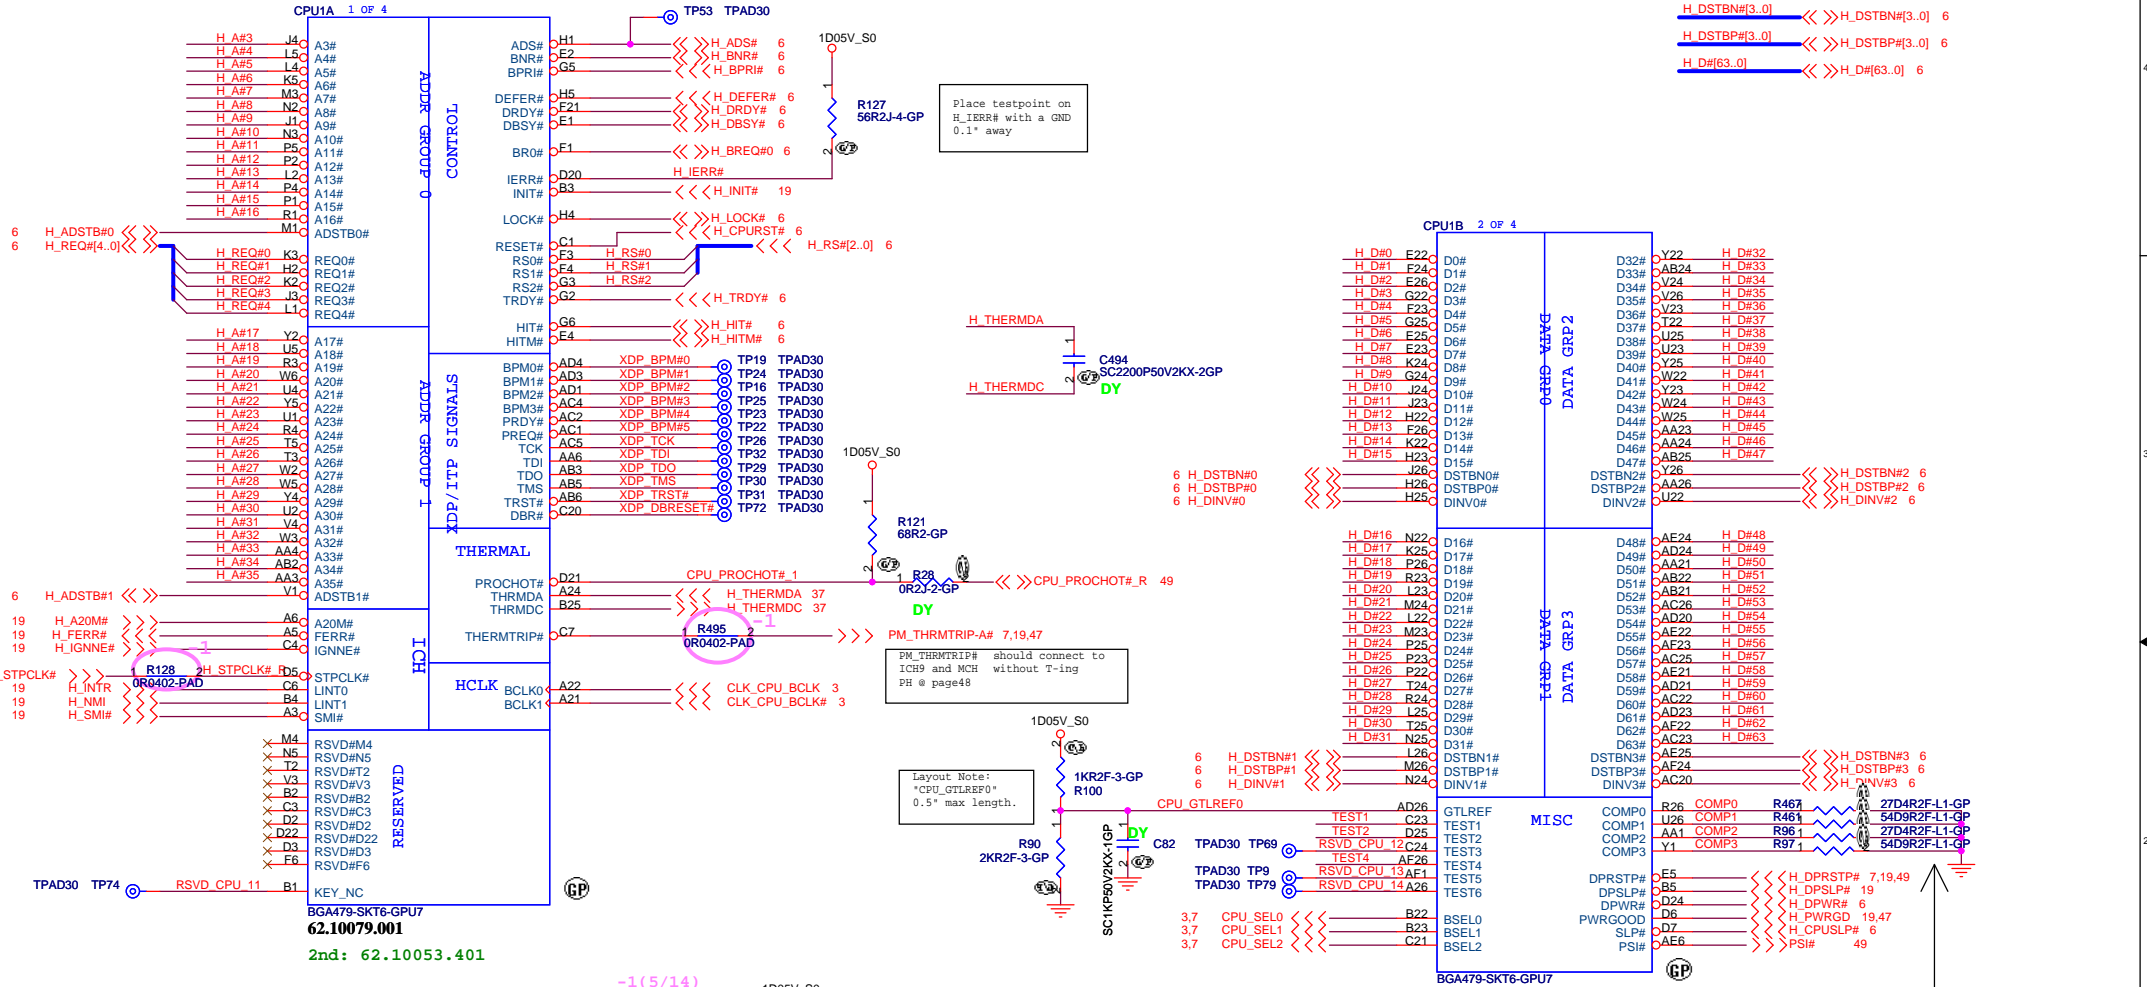 CPU1A 1 OF 4
TP53 TPAD30
H_A#3 J4 A3#
H_A#4 L5 A4#
H_A#5 L4 A5#
H_A#6 K5 A6#
H_A#7 M3 A7#
H_A#8 N2 A8#
H_A#9 J1 A9#
H_A#10 N3 A10#
H_A#11 P5 A11#
H_A#12 P2 A12#
H_A#13 L2 A13#
H_A#14 P4 A14#
H_A#15 P1 A15#
H_A#16 R1 A16#
6 H_ADSTB#0 M1 ADSTB0#
6 H_REQ#[4..0]
H_REQ#0 K3 REQ0#
H_REQ#1 H2 REQ1#
H_REQ#2 K2 REQ2#
H_REQ#3 J3 REQ3#
H_REQ#4 L1 REQ4#
H_A#17 Y2 A17#
H_A#18 U5 A18#
H_A#19 R3 A19#
H_A#20 W6 A20#
H_A#21 U4 A21#
H_A#22 Y5 A22#
H_A#23 U1 A23#
H_A#24 R4 A24#
H_A#25 T5 A25#
H_A#26 T3 A26#
H_A#27 W2 A27#
H_A#28 W5 A28#
H_A#29 Y4 A29#
H_A#30 U2 A30#
H_A#31 V4 A31#
H_A#32 W3 A32#
H_A#33 AA4 A33#
H_A#34 AB2 A34#
H_A#35 AA3 A35#
6 H_ADSTB#1 V1 ADSTB1#
19 H_A20M# A6 A20M#
19 H_FERR# A5 FERR#
19 H_IGNNE# C4 IGNNE#
-1
_STPCLK# 1 R128 2 H_STPCLK#_R D5 STPCLK#
0R0402-PAD
19 H_INTR C6 LINT0
19 H_NMI B4 LINT1
19 H_SMI# A3 SMI#
M4 RSVD#M4
N5 RSVD#N5
T2 RSVD#T2
V3 RSVD#V3
B2 RSVD#B2
C3 RSVD#C3
D2 RSVD#D2
D22 RSVD#D22
D3 RSVD#D3
F6 RSVD#F6
TPAD30 TP74 RSVD_CPU_11 B1 KEY_NC
ADDR GROUP 0
CONTROL
ADDR GROUP 1
XDP/ITP SIGNALS
THERMAL
ICH
HCLK
RESERVED
BGA479-SKT6-GPU7
62.10079.001
2nd: 62.10053.401
GP
ADS# H1 H_ADS# 6
BNR# E2 H_BNR# 6
BPRI# G5 H_BPRI# 6
DEFER# H5 H_DEFER# 6
DRDY# F21 H_DRDY# 6
DBSY# E1 H_DBSY# 6
BR0# F1 H_BREQ#0 6
IERR# D20 H_IERR#
INIT# B3 H_INIT# 19
LOCK# H4 H_LOCK# 6
H_CPURST# 6
RESET# C1
H_RS#[2..0] 6
RS0# F3 H_RS#0
RS1# F4 H_RS#1
RS2# G3 H_RS#2
TRDY# G2 H_TRDY# 6
HIT# G6 H_HIT# 6
HITM# E4 H_HITM# 6
BPM0# AD4 XDP_BPM#0 TP19 TPAD30
BPM1# AD3 XDP_BPM#1 TP24 TPAD30
BPM2# AD1 XDP_BPM#2 TP16 TPAD30
BPM3# AC4 XDP_BPM#3 TP25 TPAD30
PRDY# AC2 XDP_BPM#4 TP23 TPAD30
PREQ# AC1 XDP_BPM#5 TP22 TPAD30
TCK AC5 XDP_TCK TP26 TPAD30
TDI AA6 XDP_TDI TP32 TPAD30
TDO AB3 XDP_TDO TP29 TPAD30
TMS AB5 XDP_TMS TP30 TPAD30
TRST# AB6 XDP_TRST# TP31 TPAD30
DBR# C20 XDP_DBRESET# TP72 TPAD30
PROCHOT# D21 CPU_PROCHOT#_1
THRMDA A24 H_THERMDA 37
THRMDC B25 H_THERMDC 37
-1
THERMTRIP# C7 1 R495 2 PM_THRMTRIP-A# 7,19,47
0R0402-PAD
BCLK0 A22 CLK_CPU_BCLK 3
BCLK1 A21 CLK_CPU_BCLK# 3
1D05V_S0
1
R127
56R2J-4-GP
2 G/P
Place testpoint on
H_IERR# with a GND
0.1" away
H_THERMDA
1
C494
SC2200P50V2KX-2GP
2 G/P
DY
H_THERMDC
1D05V_S0
1
R121
68R2-GP
2 G/P
1 R28 2 CPU_PROCHOT#_R 49
0R2J-2-GP
DY
PM_THRMTRIP# should connect to
ICH9 and MCH without T-ing
PH @ page48
1D05V_S0
2
1KR2F-3-GP
R100
1
Layout Note:
"CPU_GTLREF0"
0.5" max length.
CPU_GTLREF0
1
R90
2KR2F-3-GP
2
1
DY
C82
2 G/P
SC1KP50V2KX-1GP
-1(5/14)
1D05V_S0
H_DSTBN#[3..0] H_DSTBN#[3..0] 6
H_DSTBP#[3..0] H_DSTBP#[3..0] 6
H_D#[63..0] H_D#[63..0] 6
4
3
2
CPU1B 2 OF 4
H_D#0 E22 D0# D32# Y22 H_D#32
H_D#1 F24 D1# D33# AB24 H_D#33
H_D#2 E26 D2# D34# V24 H_D#34
H_D#3 G22 D3# D35# V26 H_D#35
H_D#4 F23 D4# D36# V23 H_D#36
H_D#5 G25 D5# D37# T22 H_D#37
H_D#6 E25 D6# D38# U25 H_D#38
H_D#7 E23 D7# D39# U23 H_D#39
H_D#8 K24 D8# D40# Y25 H_D#40
H_D#9 G24 D9# D41# W22 H_D#41
H_D#10 J24 D10# D42# Y23 H_D#42
H_D#11 J23 D11# D43# W24 H_D#43
H_D#12 H22 D12# D44# W25 H_D#44
H_D#13 F26 D13# D45# AA23 H_D#45
H_D#14 K22 D14# D46# AA24 H_D#46
H_D#15 H23 D15# D47# AB25 H_D#47
6 H_DSTBN#0 J26 DSTBN0# DSTBN2# Y26 H_DSTBN#2 6
6 H_DSTBP#0 H26 DSTBP0# DSTBP2# AA26 H_DSTBP#2 6
6 H_DINV#0 H25 DINV0# DINV2# U22 H_DINV#2 6
H_D#16 N22 D16# D48# AE24 H_D#48
H_D#17 K25 D17# D49# AD24 H_D#49
H_D#18 P26 D18# D50# AA21 H_D#50
H_D#19 R23 D19# D51# AB22 H_D#51
H_D#20 L23 D20# D52# AB21 H_D#52
H_D#21 M24 D21# D53# AC26 H_D#53
H_D#22 L22 D22# D54# AD20 H_D#54
H_D#23 M23 D23# D55# AE22 H_D#55
H_D#24 P25 D24# D56# AF23 H_D#56
H_D#25 P23 D25# D57# AC25 H_D#57
H_D#26 P22 D26# D58# AE21 H_D#58
H_D#27 T24 D27# D59# AD21 H_D#59
H_D#28 R24 D28# D60# AC22 H_D#60
H_D#29 L25 D29# D61# AD23 H_D#61
H_D#30 T25 D30# D62# AF22 H_D#62
H_D#31 N25 D31# D63# AC23 H_D#63
6 H_DSTBN#1 L26 DSTBN1# DSTBN3# AE25 H_DSTBN#3 6
6 H_DSTBP#1 M26 DSTBP1# DSTBP3# AF24 H_DSTBP#3 6
6 H_DINV#1 N24 DINV1# DINV3# AC20 H_DINV#3 6
DATA GRP0
DATA GRP2
DATA GRP1
DATA GRP3
MISC
AD26 GTLREF COMP0 R26 COMP0 R467 1 27D4R2F-L1-GP
TEST1 C23 TEST1 COMP1 U26 COMP1 R461 1 54D9R2F-L1-GP
TEST2 D25 TEST2 COMP2 AA1 COMP2 R96 1 27D4R2F-L1-GP
TPAD30 TP69 RSVD_CPU_12 C24 TEST3 COMP3 Y1 COMP3 R97 1 54D9R2F-L1-GP
TEST4 AF26 TEST4
TPAD30 TP9 RSVD_CPU_13 AF1 TEST5 DPRSTP# E5 H_DPRSTP# 7,19,49
TPAD30 TP79 RSVD_CPU_14 A26 TEST6 DPSLP# B5 H_DPSLP# 19
DPWR# D24 H_DPWR# 6
3,7 CPU_SEL0 B22 BSEL0 PWRGOOD D6 H_PWRGD 19,47
3,7 CPU_SEL1 B23 BSEL1 SLP# D7 H_CPUSLP# 6
3,7 CPU_SEL2 C21 BSEL2 PSI# AE6 PSI# 49
BGA479-SKT6-GPU7
GP